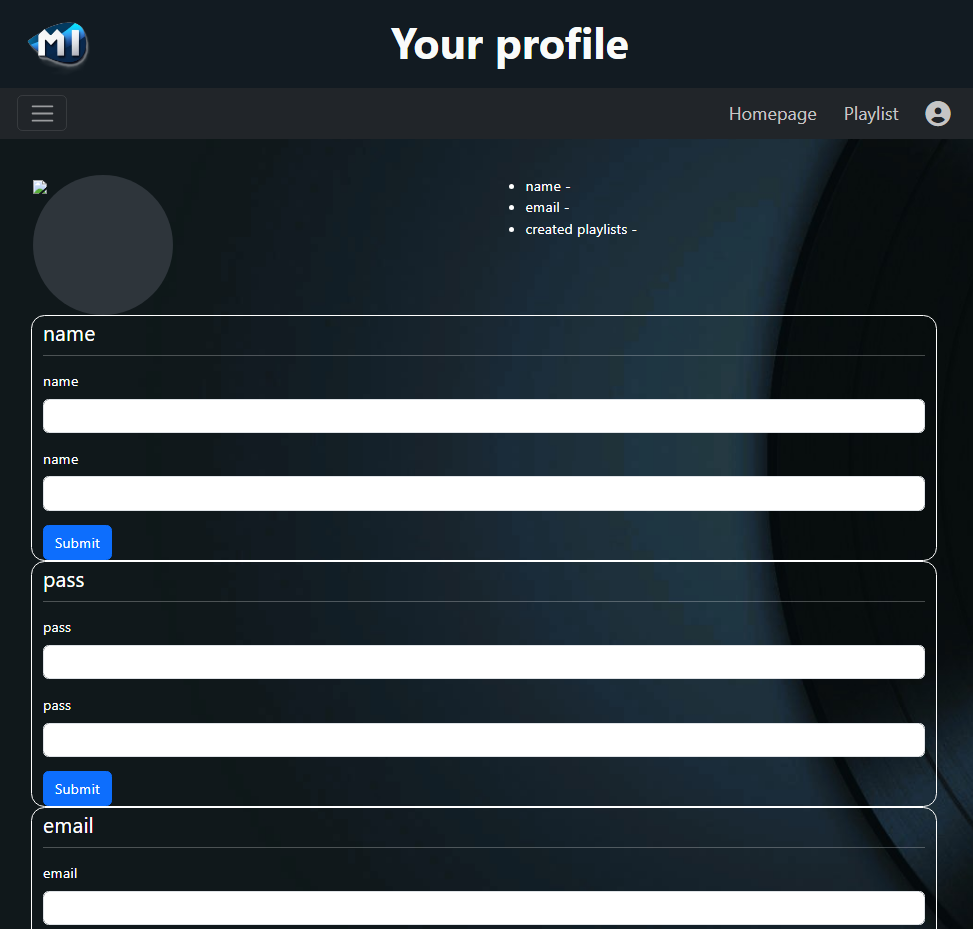 MI
Your profile
Homepage
Playlist
name -
email -
created playlists -
name
name
name
Submit
pass
pass
pass
Submit
email
email